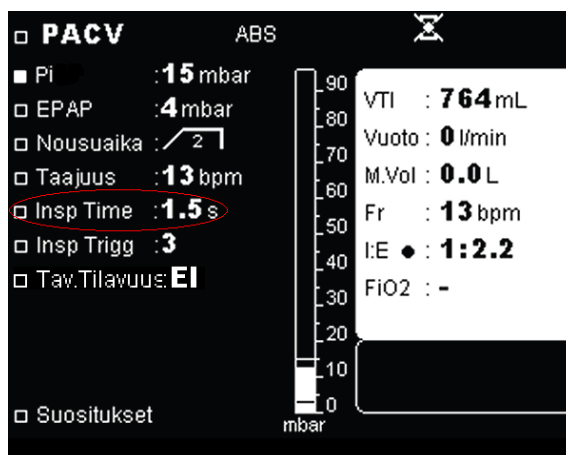 PACV ABS
Pi :15 mbar
EPAP :4 mbar
Nousuaika : 2
Taajuus :13 bpm
Insp Time :1.5 s
Insp Trigg :3
Tav.Tilavuus:EI
Suositukset
90
80
70
60
50
40
30
20
10
0
mbar
VTI : 764 mL
Vuoto : 0 l/min
M.Vol : 0.0 L
Fr : 13 bpm
I:E ● : 1:2.2
FiO2 : -